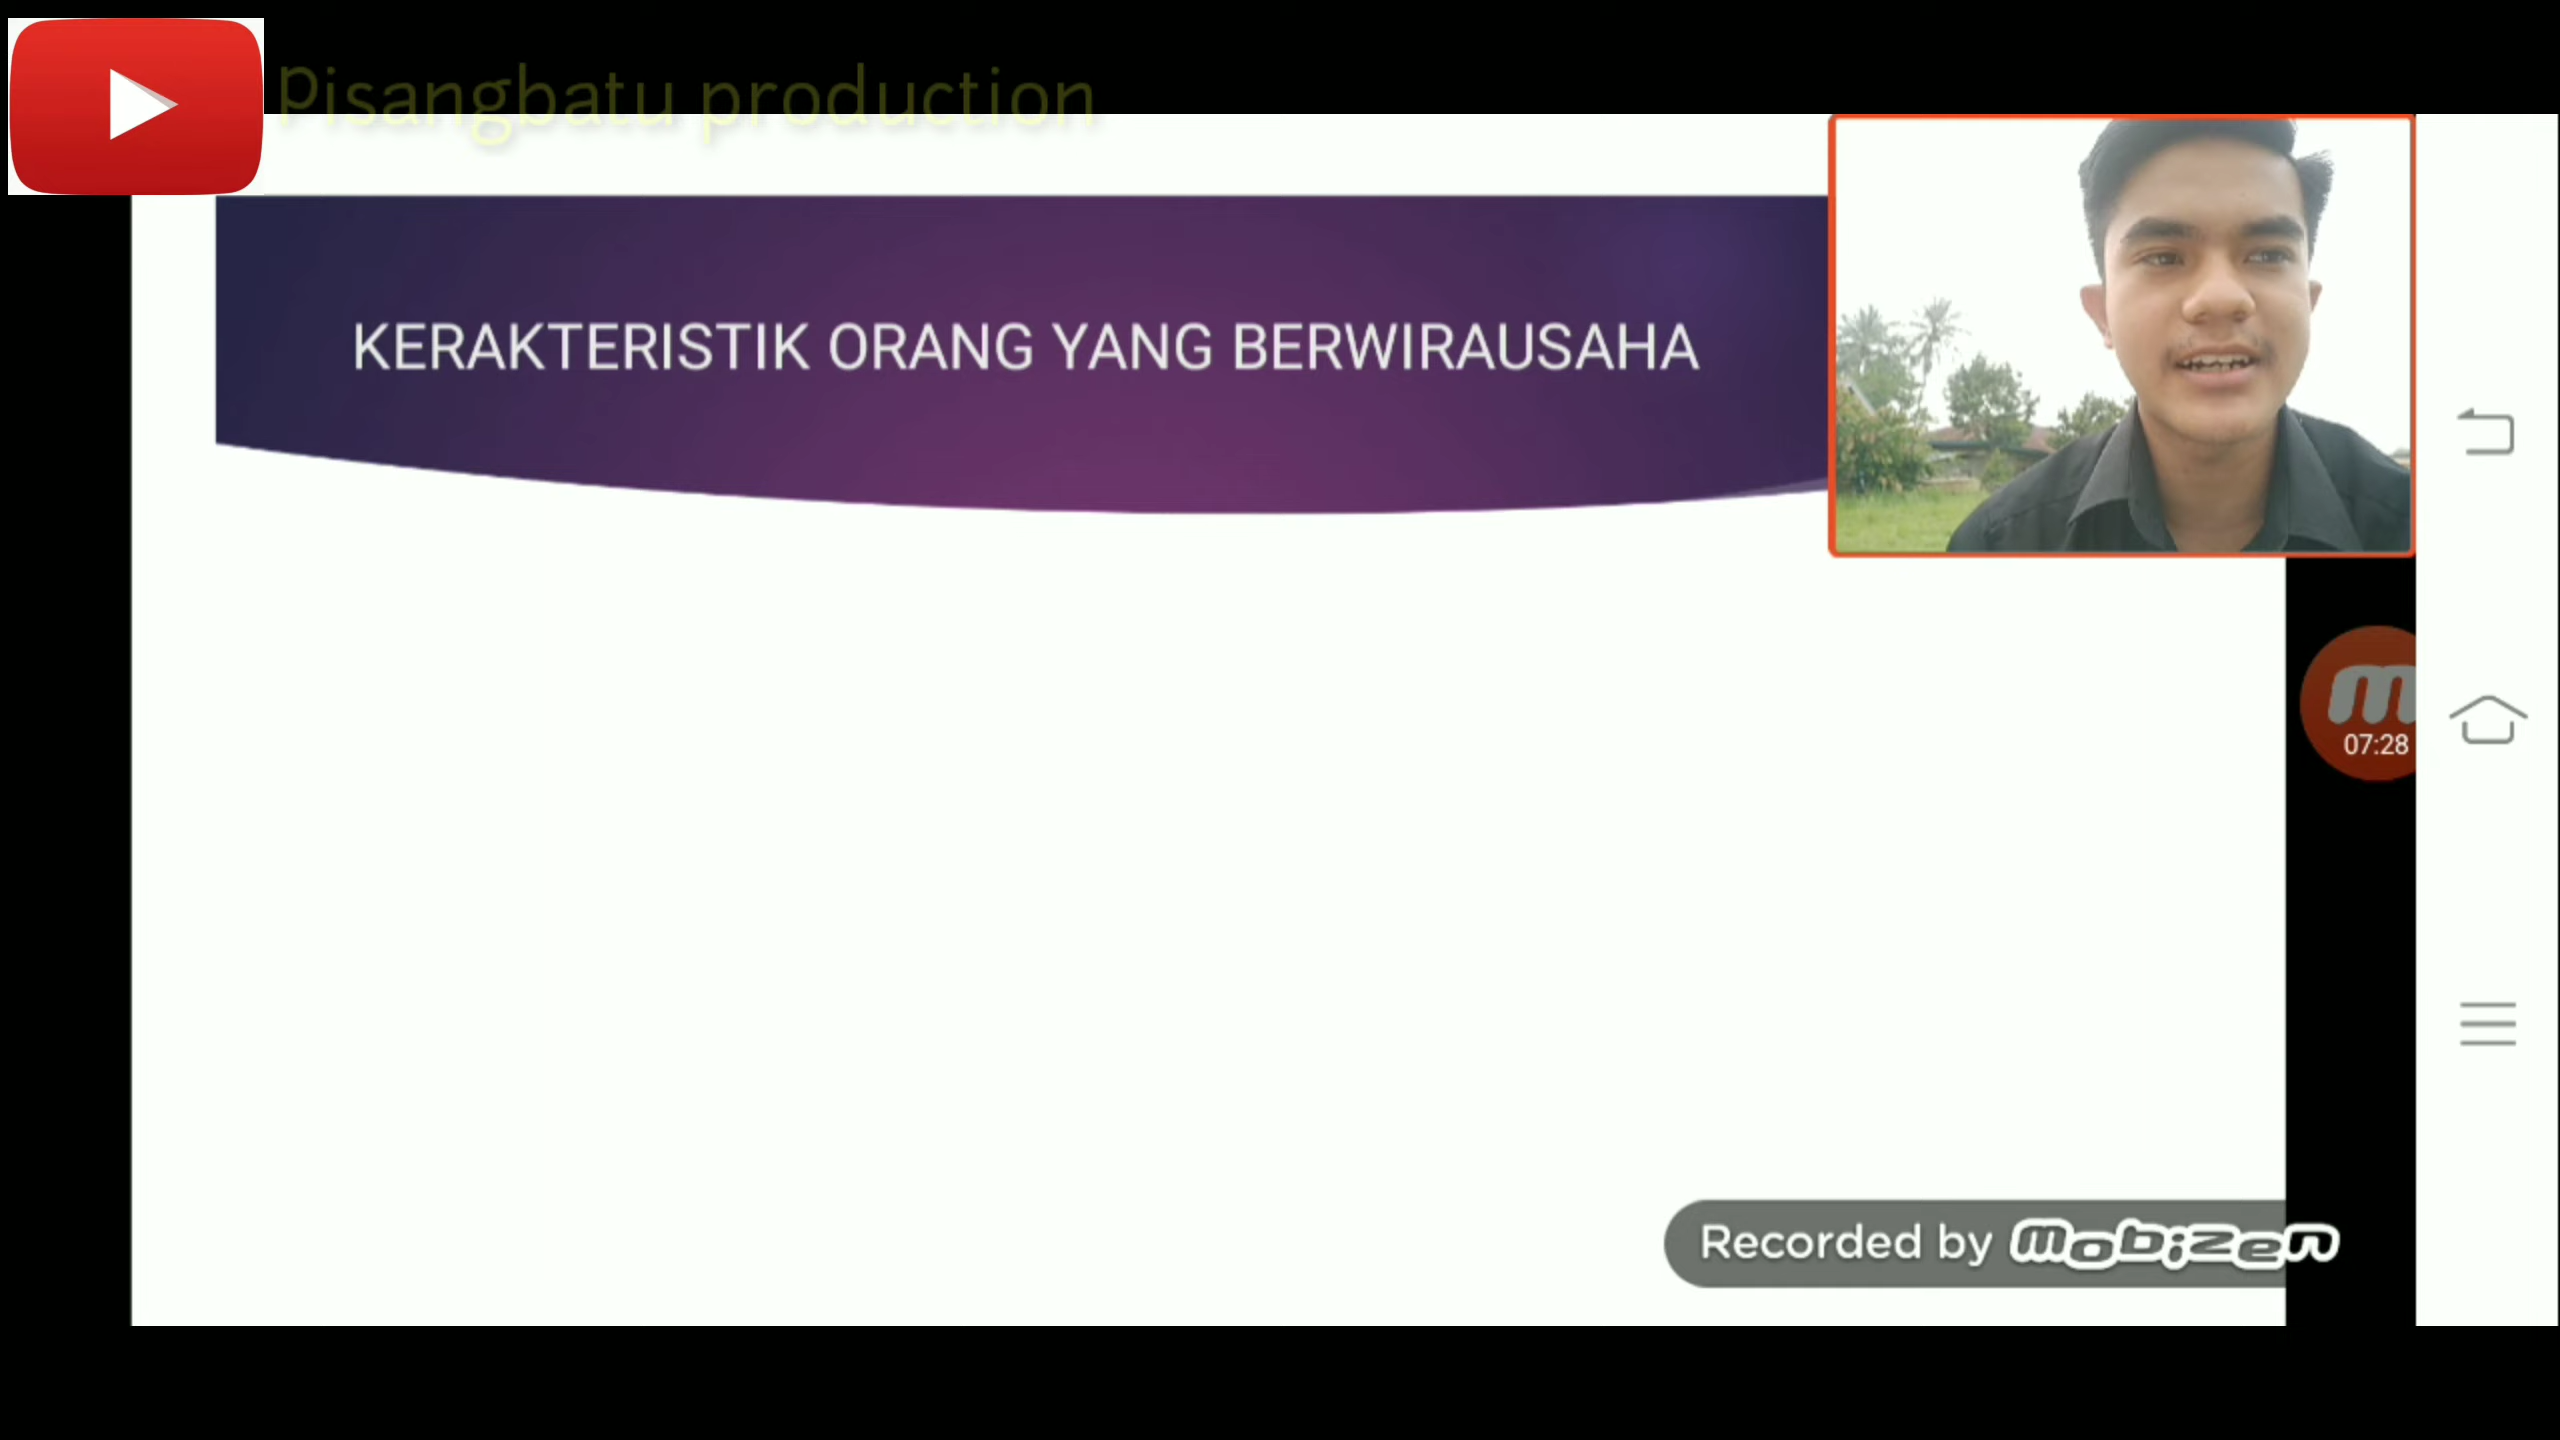 Pisangbatu production
KERAKTERISTIK ORANG YANG BERWIRAUSAHA
07:28
Recorded by mobizen